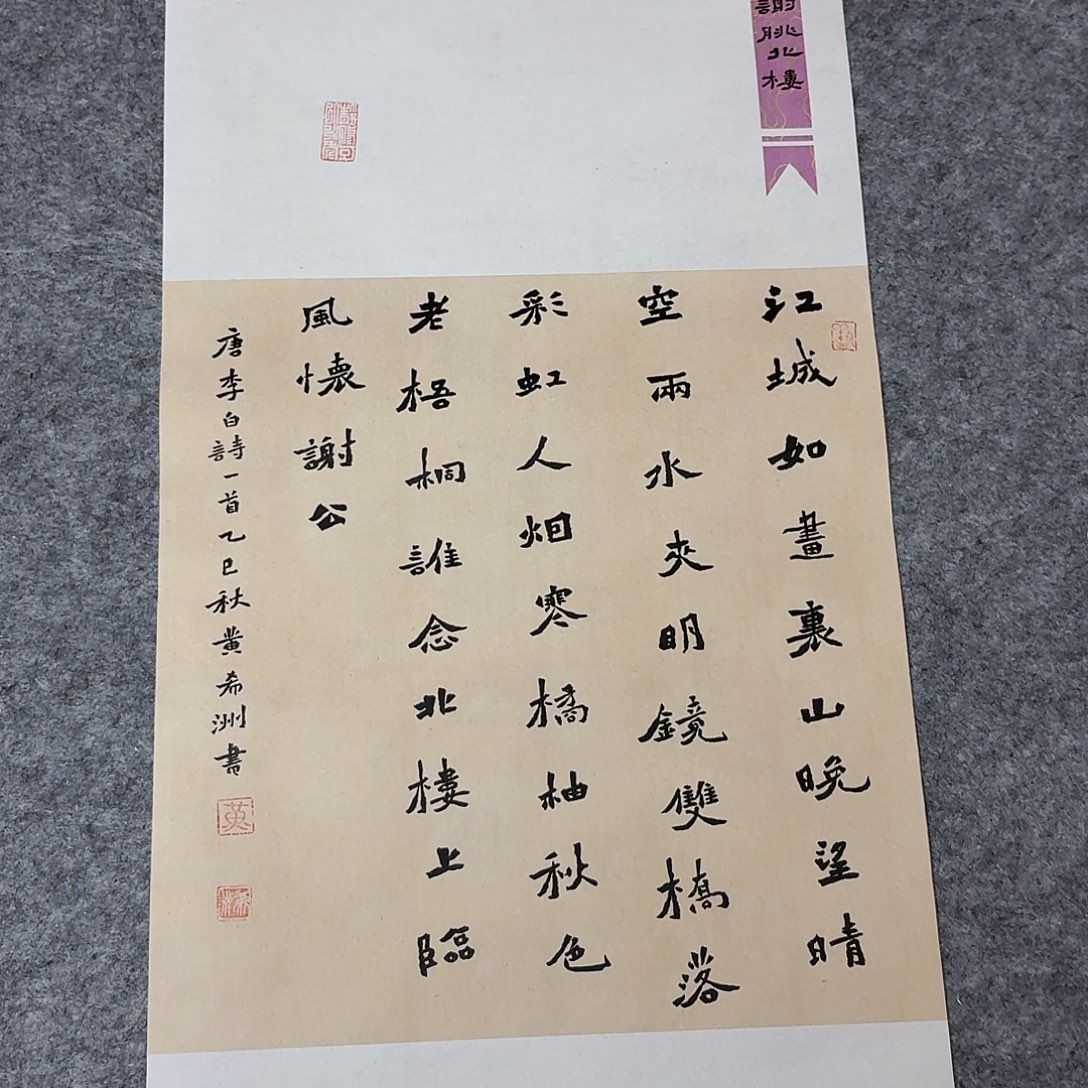 謝朓北樓
江城如畫裏山晚望晴
空兩水夾明鏡雙橋落
彩虹人烟寒橘柚秋色
老梧桐誰念北樓上臨
風懷謝公
唐李白詩一首乙巳秋黄希洲書
黄